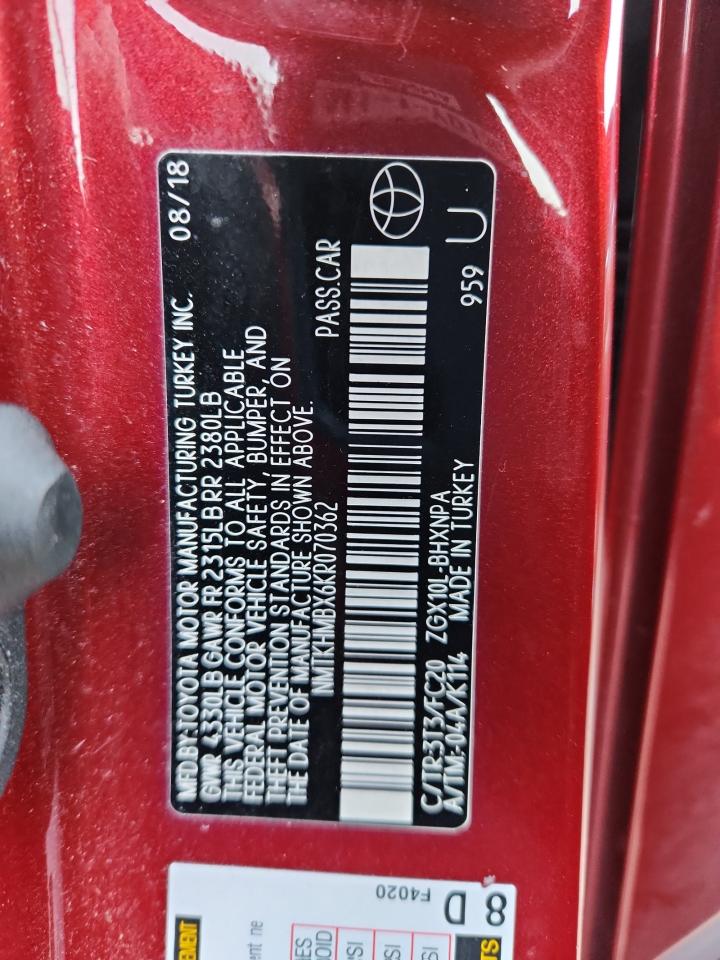 MFD.BY:TOYOTA MOTOR MANUFACTURING TURKEY INC. 08/18
GVWR 4330LB GAWR FR 2315LB RR 2380LB
THIS VEHICLE CONFORMS TO ALL APPLICABLE
FEDERAL MOTOR VEHICLE SAFETY, BUMPER, AND
THEFT PREVENTION STANDARDS IN EFFECT ON
THE DATE OF MANUFACTURE SHOWN ABOVE.
NMTKHMBX6KR070362 PASS.CAR
C/TR:3T3/FC20 ZGX10L-BHXNPA
A/TM:-04A/K114 MADE IN TURKEY 959 U
F4020
8 D